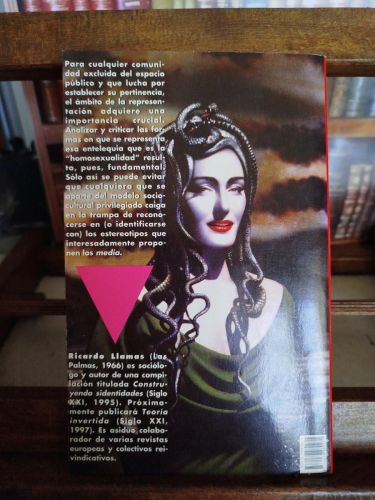 Para cualquier comuni-
dad excluida del espacio
público y que lucha por
establecer su pertinencia,
el ámbito de la represen-
tación adquiere una
importancia crucial.
Analizar y criticar las for-
mas en que se representa
esa entelequia que es la
"homosexualidad" resul-
ta, pues, fundamental.
Sólo así se puede evitar
que cualquiera que se
aparte del modelo socio-
cultural privilegiado caiga
en la trampa de recono-
cerse en (o identificarse
con) los estereotipos que
interesadamente propo-
nen las media.
Ricardo Llamas (Las
Palmas, 1966) es sociólo-
go y autor de una compi-
lación titulada Constru-
yendo sidentidades (Siglo
XXI, 1995). Próxima-
mente publicará Teoría
invertida (Siglo XXI,
1997). Es asiduo colabo-
rador de varias revistas
europeas y colectivos rei-
vindicativos.